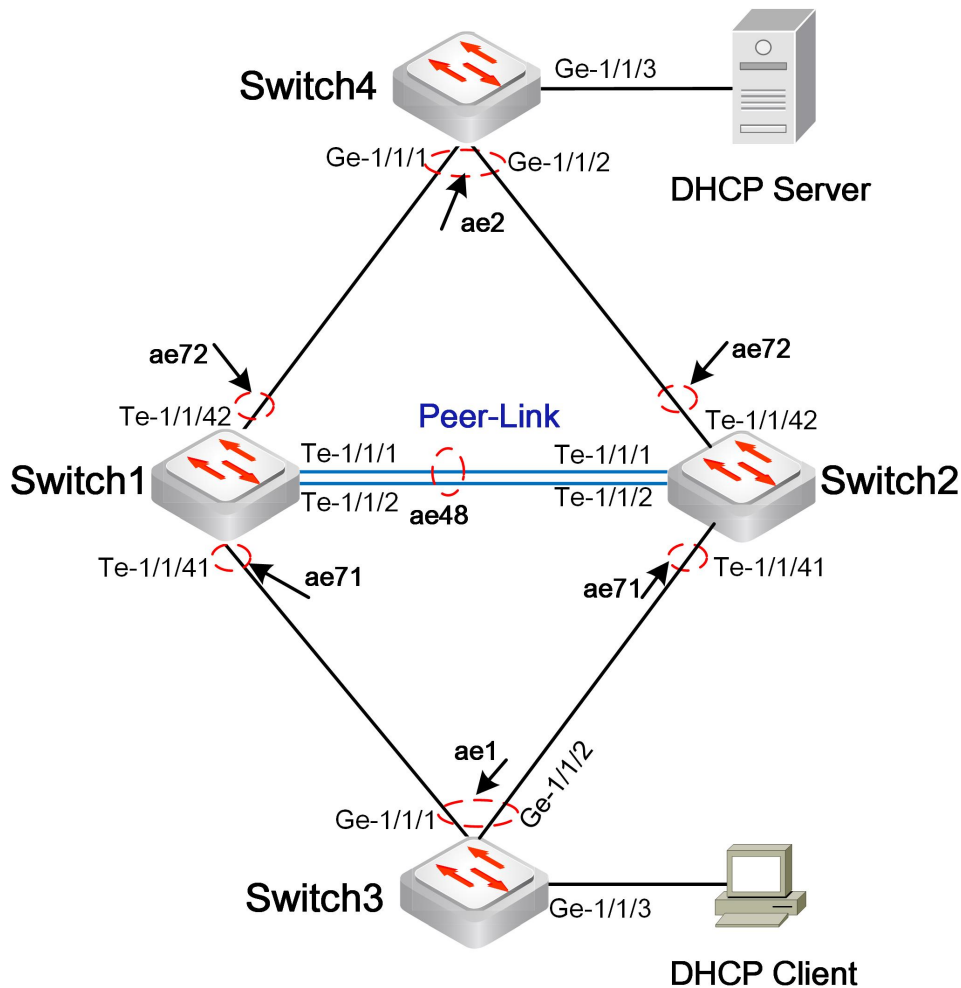 Switch4
Ge-1/1/3
DHCP Server
Ge-1/1/1
Ge-1/1/2
ae2
ae72
ae72
Te-1/1/42
Te-1/1/42
Peer-Link
Switch1
Te-1/1/1
Te-1/1/1
Switch2
Te-1/1/2
Te-1/1/2
ae48
Te-1/1/41
ae71
ae71
Te-1/1/41
ae1
Ge-1/1/2
Ge-1/1/1
Switch3
Ge-1/1/3
DHCP Client